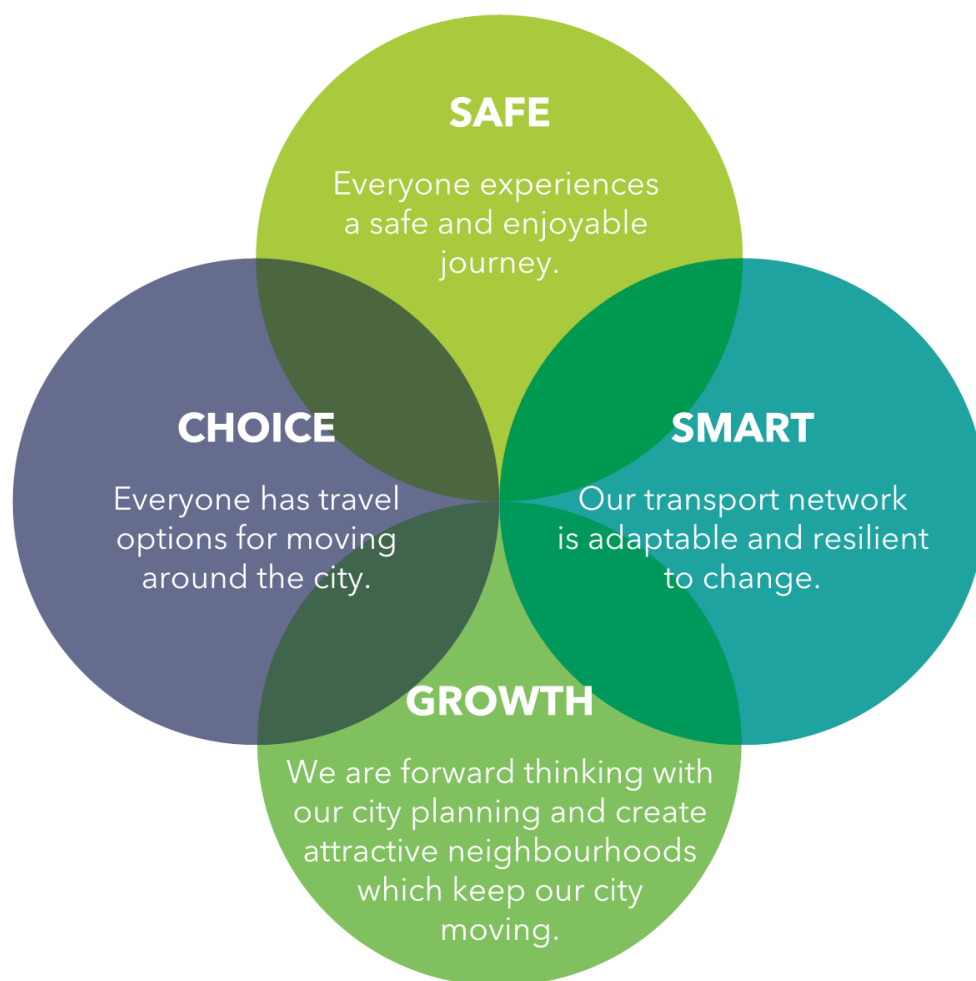 SAFE
Everyone experiences
a safe and enjoyable
journey.
CHOICE
Everyone has travel
options for moving
around the city.
SMART
Our transport network
is adaptable and resilient
to change.
GROWTH
We are forward thinking with
our city planning and create
attractive neighbourhoods
which keep our city
moving.